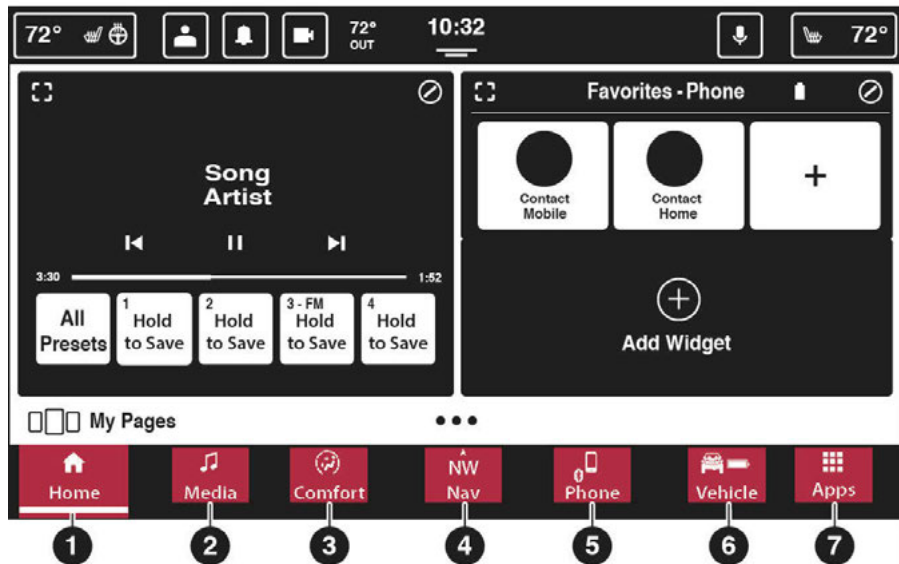 72°
72°
OUT
10:32
72°
Song
Artist
3:30
1:52
All
Presets
1
Hold
to Save
2
Hold
to Save
3 - FM
Hold
to Save
4
Hold
to Save
Favorites - Phone
Contact
Mobile
Contact
Home
+
Add Widget
My Pages
Home
Media
Comfort
NW
Nav
Phone
Vehicle
Apps
1
2
3
4
5
6
7